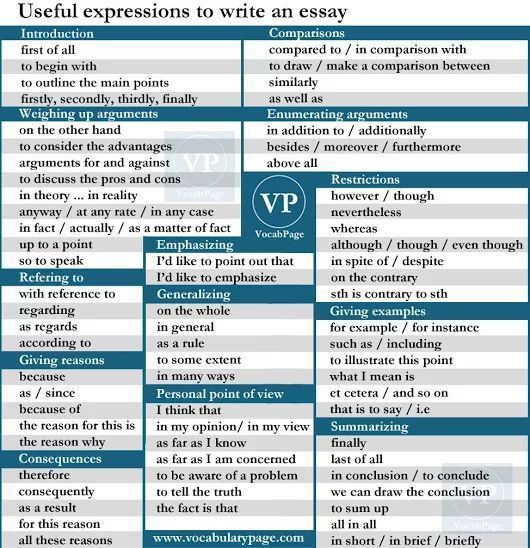 Useful expressions to write an essay
Introduction
first of all
to begin with
to outline the main points
firstly, secondly, thirdly, finally
Weighing up arguments
on the other hand
to consider the advantages
arguments for and against
to discuss the pros and cons
in theory ... in reality
anyway / at any rate / in any case
in fact / actually / as a matter of fact
up to a point
so to speak
Refering to
with reference to
regarding
as regards
according to
Giving reasons
because
as / since
because of
the reason for this is
the reason why
Consequences
therefore
consequently
as a result
for this reason
all these reasons
Emphasizing
I'd like to point out that
I'd like to emphasize
Generalizing
on the whole
in general
as a rule
to some extent
in many ways
Personal point of view
I think that
in my opinion/ in my view
as far as I know
as far as I am concerned
to be aware of a problem
to tell the truth
the fact is that
www.vocabularypage.com
Comparisons
compared to / in comparison with
to draw / make a comparison between
similarly
as well as
Enumerating arguments
in addition to / additionally
besides / moreover / furthermore
above all
VP
VocabPage
Restrictions
however / though
nevertheless
whereas
although / though / even though
in spite of / despite
on the contrary
sth is contrary to sth
Giving examples
for example / for instance
such as / including
to illustrate this point
what I mean is
et cetera / and so on
that is to say / i.e
Summarizing
finally
last of all
in conclusion / to conclude
we can draw the conclusion
to sum up
all in all
in short / in brief / briefly
VP
VocabPage
VP
VocabPage